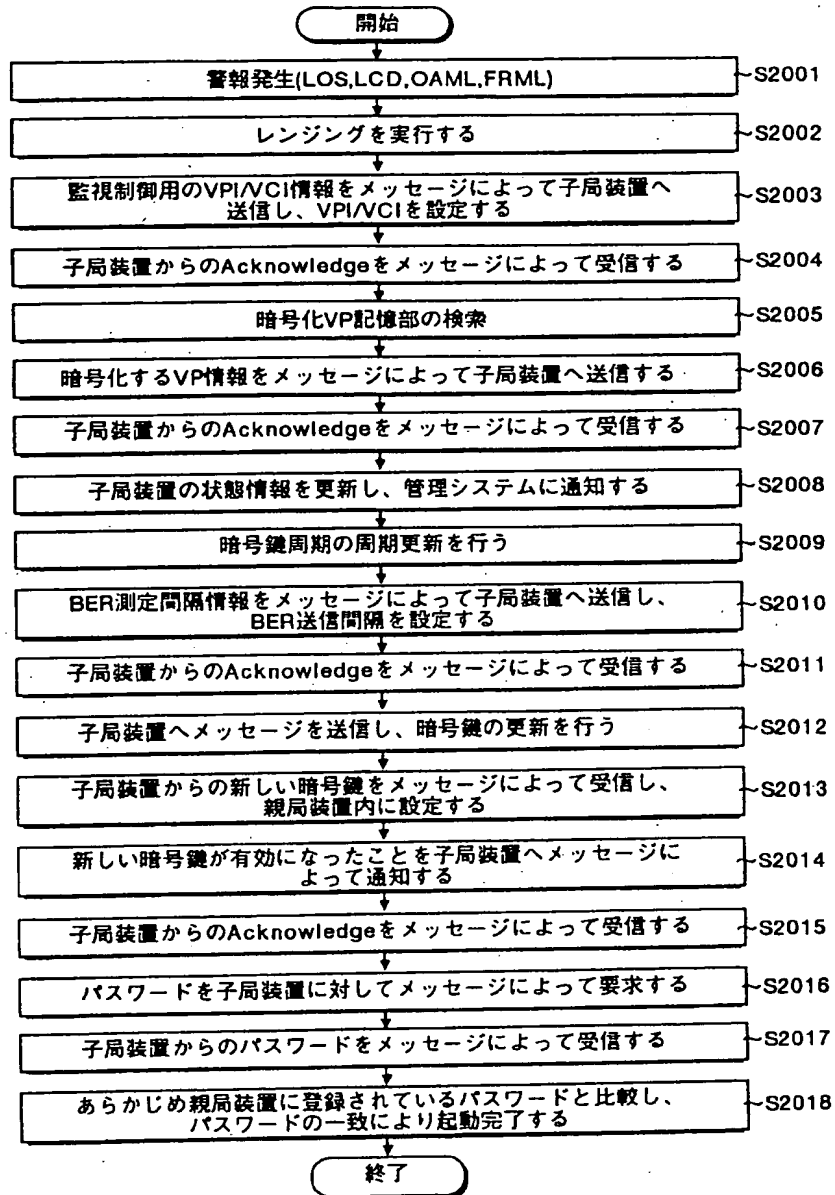 開始
警報発生(LOS,LCD,OAML,FRML)
S2001
レンジングを実行する
S2002
監視制御用のVPI/VCI情報をメッセージによって子局装置へ
送信し、VPI/VCIを設定する
S2003
子局装置からのAcknowledgeをメッセージによって受信する
S2004
暗号化VP記憶部の検索
S2005
暗号化するVP情報をメッセージによって子局装置へ送信する
S2006
子局装置からのAcknowledgeをメッセージによって受信する
S2007
子局装置の状態情報を更新し、管理システムに通知する
S2008
暗号鍵周期の周期更新を行う
S2009
BER測定間隔情報をメッセージによって子局装置へ送信し、
BER送信間隔を設定する
S2010
子局装置からのAcknowledgeをメッセージによって受信する
S2011
子局装置へメッセージを送信し、暗号鍵の更新を行う
S2012
子局装置からの新しい暗号鍵をメッセージによって受信し、
親局装置内に設定する
S2013
新しい暗号鍵が有効になったことを子局装置へメッセージに
よって通知する
S2014
子局装置からのAcknowledgeをメッセージによって受信する
S2015
パスワードを子局装置に対してメッセージによって要求する
S2016
子局装置からのパスワードをメッセージによって受信する
S2017
あらかじめ親局装置に登録されているパスワードと比較し、
パスワードの一致により起動完了する
S2018
終了